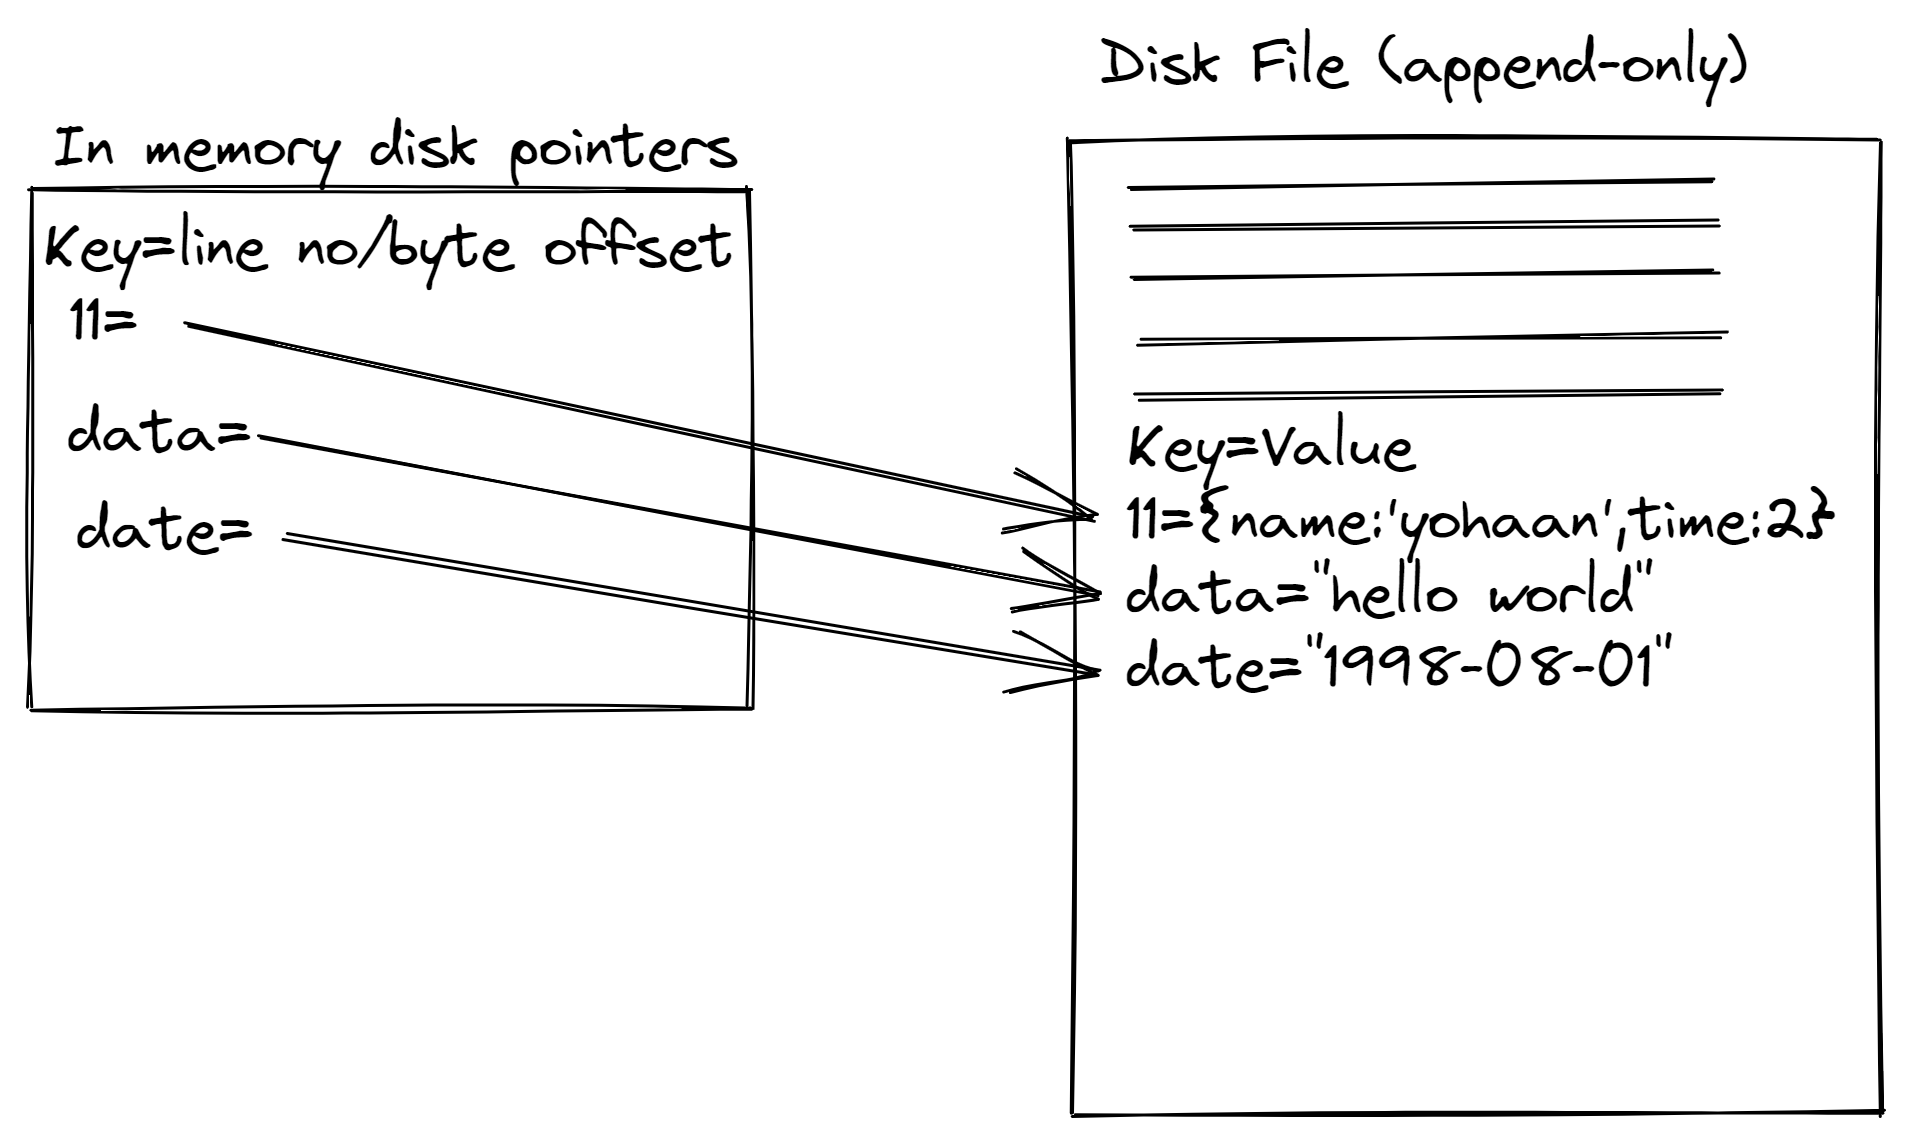 In memory disk pointers
Key=line no/byte offset
11=
data=
date=
Disk File (append-only)
Key=Value
11={name:'yohaan',time:2}
data="hello world"
date="1998-08-01"